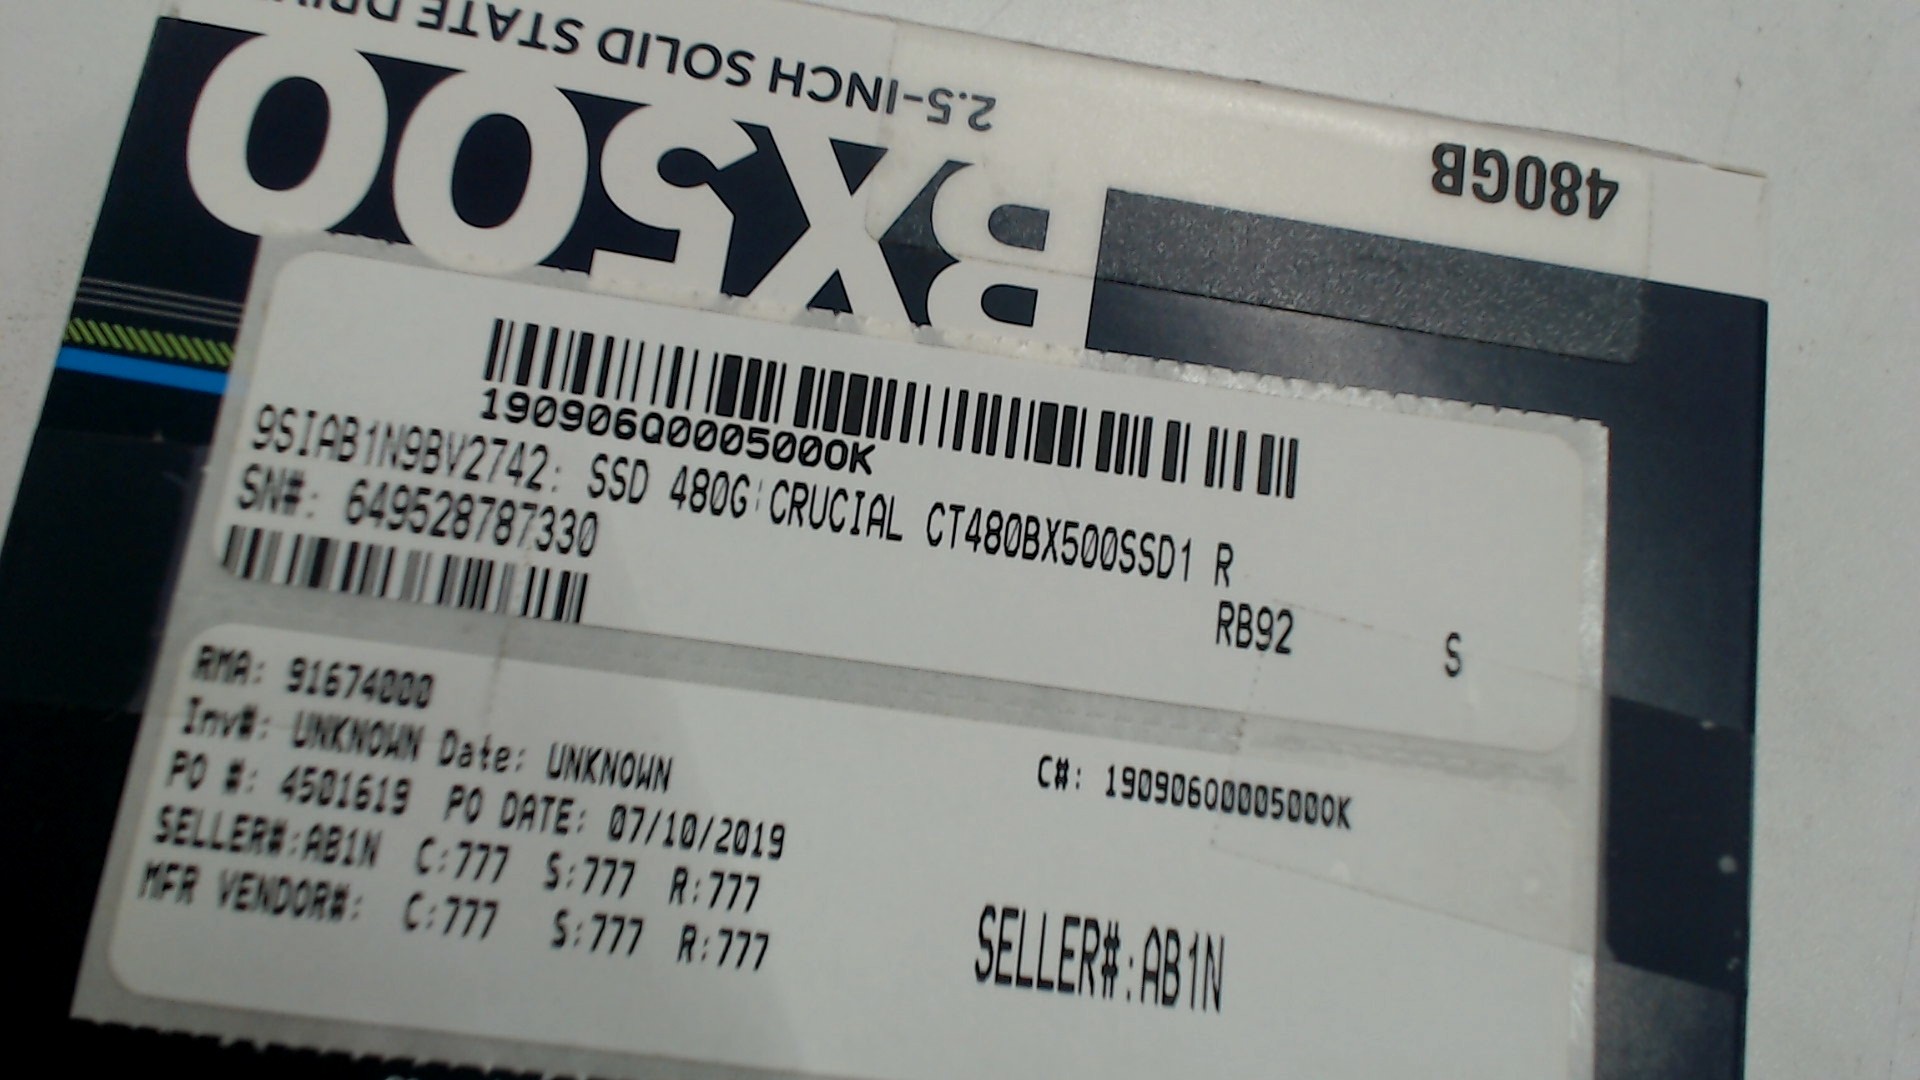 2.5-INCH SOLID STATE
BX500
480GB
190906Q000500OK
9SIAB1N9BV2742: SSD 480G CRUCIAL CT480BX500SSD1 R
SN#: 649528787330
RB92 S
RMA: 91674000
Inv#: UNKNOWN Date: UNKNOWN
C#: 190906O000500OK
PO #: 4501619 PO DATE: 07/10/2019
SELLER#:AB1N C:777 S:777 R:777
MFR VENDOR#: C:777 S:777 R:777
SELLER#:AB1N